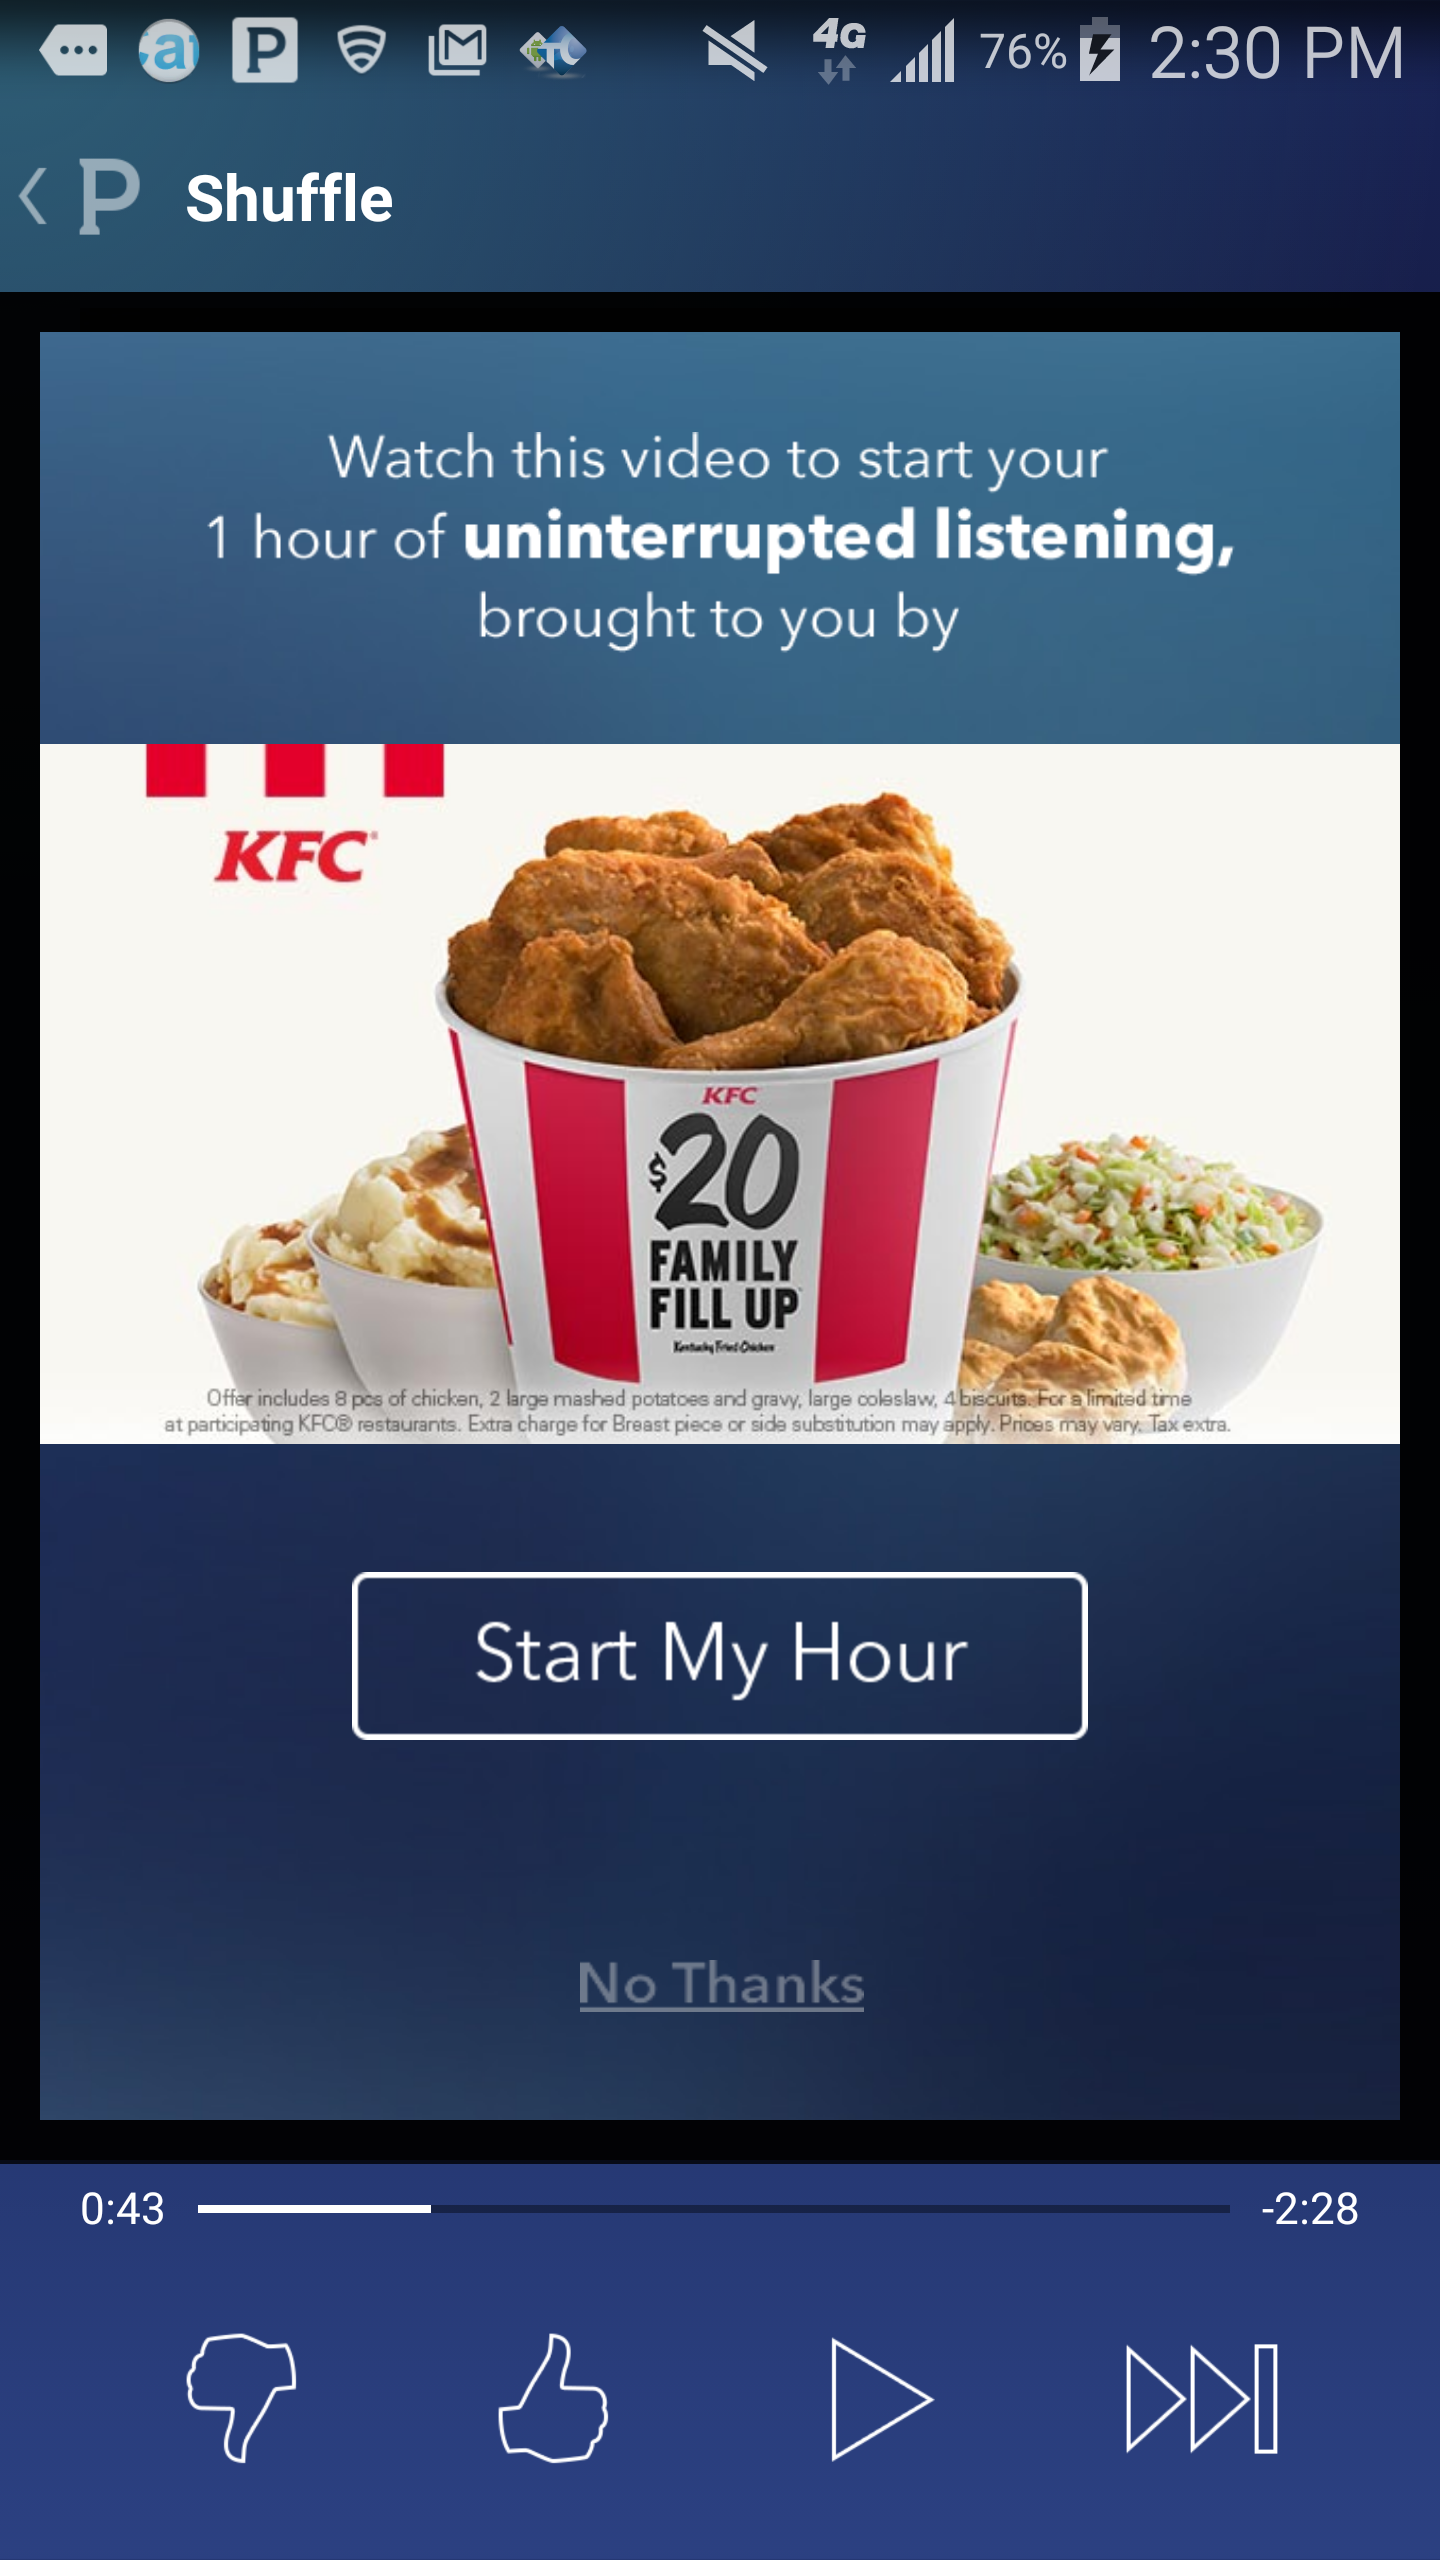 at
P
M
TC
4G
76%
2:30 PM
P
Shuffle
Watch this video to start your
1 hour of uninterrupted listening,
brought to you by
KFC
KFC
$20
FAMILY
FILL UP
Kentucky Fried Chicken
Offer includes 8 pcs of chicken, 2 large mashed potatoes and gravy, large coleslaw, 4 biscuits. For a limited time
at participating KFC® restaurants. Extra charge for Breast piece or side substitution may apply. Prices may vary. Tax extra.
Start My Hour
No Thanks
0:43
-2:28